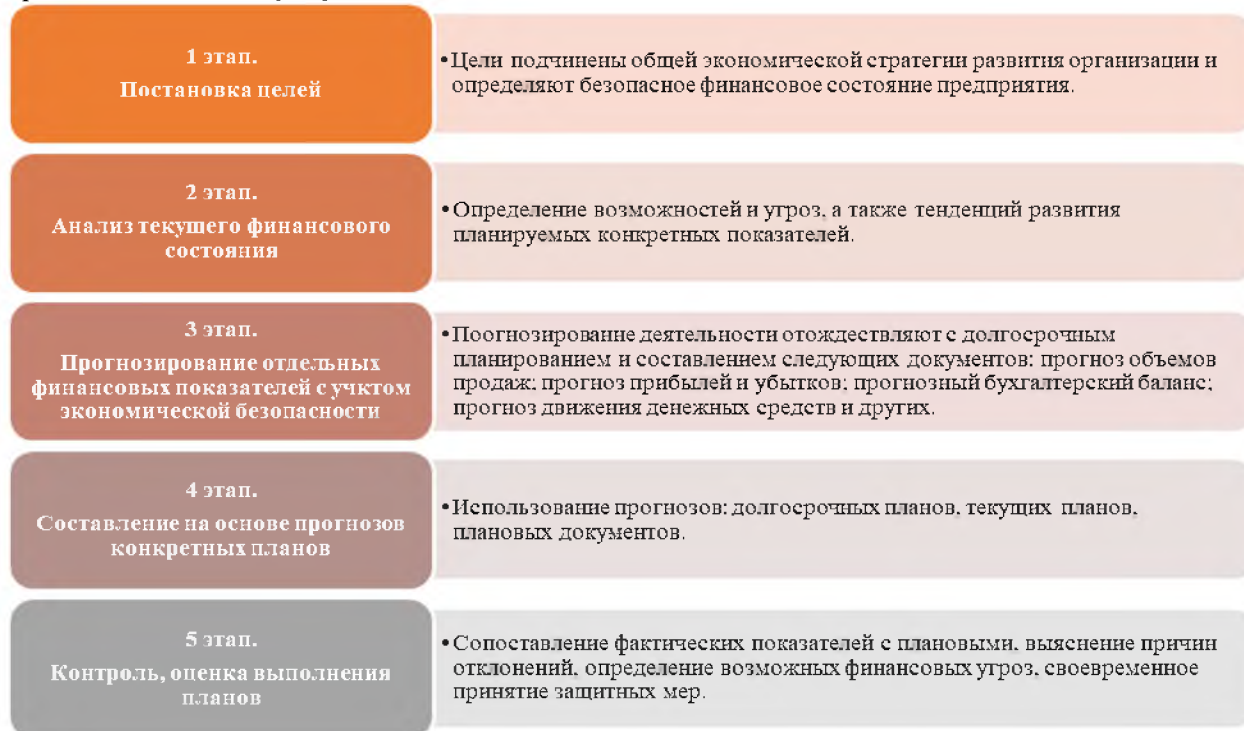 1 этап.
Постановка целей
•Цели подчинены общей экономической стратегии развития организации и
определяют безопасное финансовое состояние предприятия.
2 этап.
Анализ текущего финансового
состояния
•Определение возможностей и угроз, а также тенденций развития
планируемых конкретных показателей.
3 этап.
Прогнозирование отдельных
финансовых показателей с учктом
экономической безопасности
•Поогнозирование деятельности отождествляют с долгосрочным
планированием и составлением следующих документов: прогноз объемов
продаж; прогноз прибылей и убытков; прогнозный бухгалтерский баланс;
прогноз движения денежных средств и других.
4 этап.
Составление на основе прогнозов
конкретных планов
•Использование прогнозов: долгосрочных планов, текущих планов,
плановых документов.
5 этап.
Контроль, оценка выполнения
планов
•Сопоставление фактических показателей с плановыми, выяснение причин
отклонений, определение возможных финансовых угроз, своевременное
принятие защитных мер.